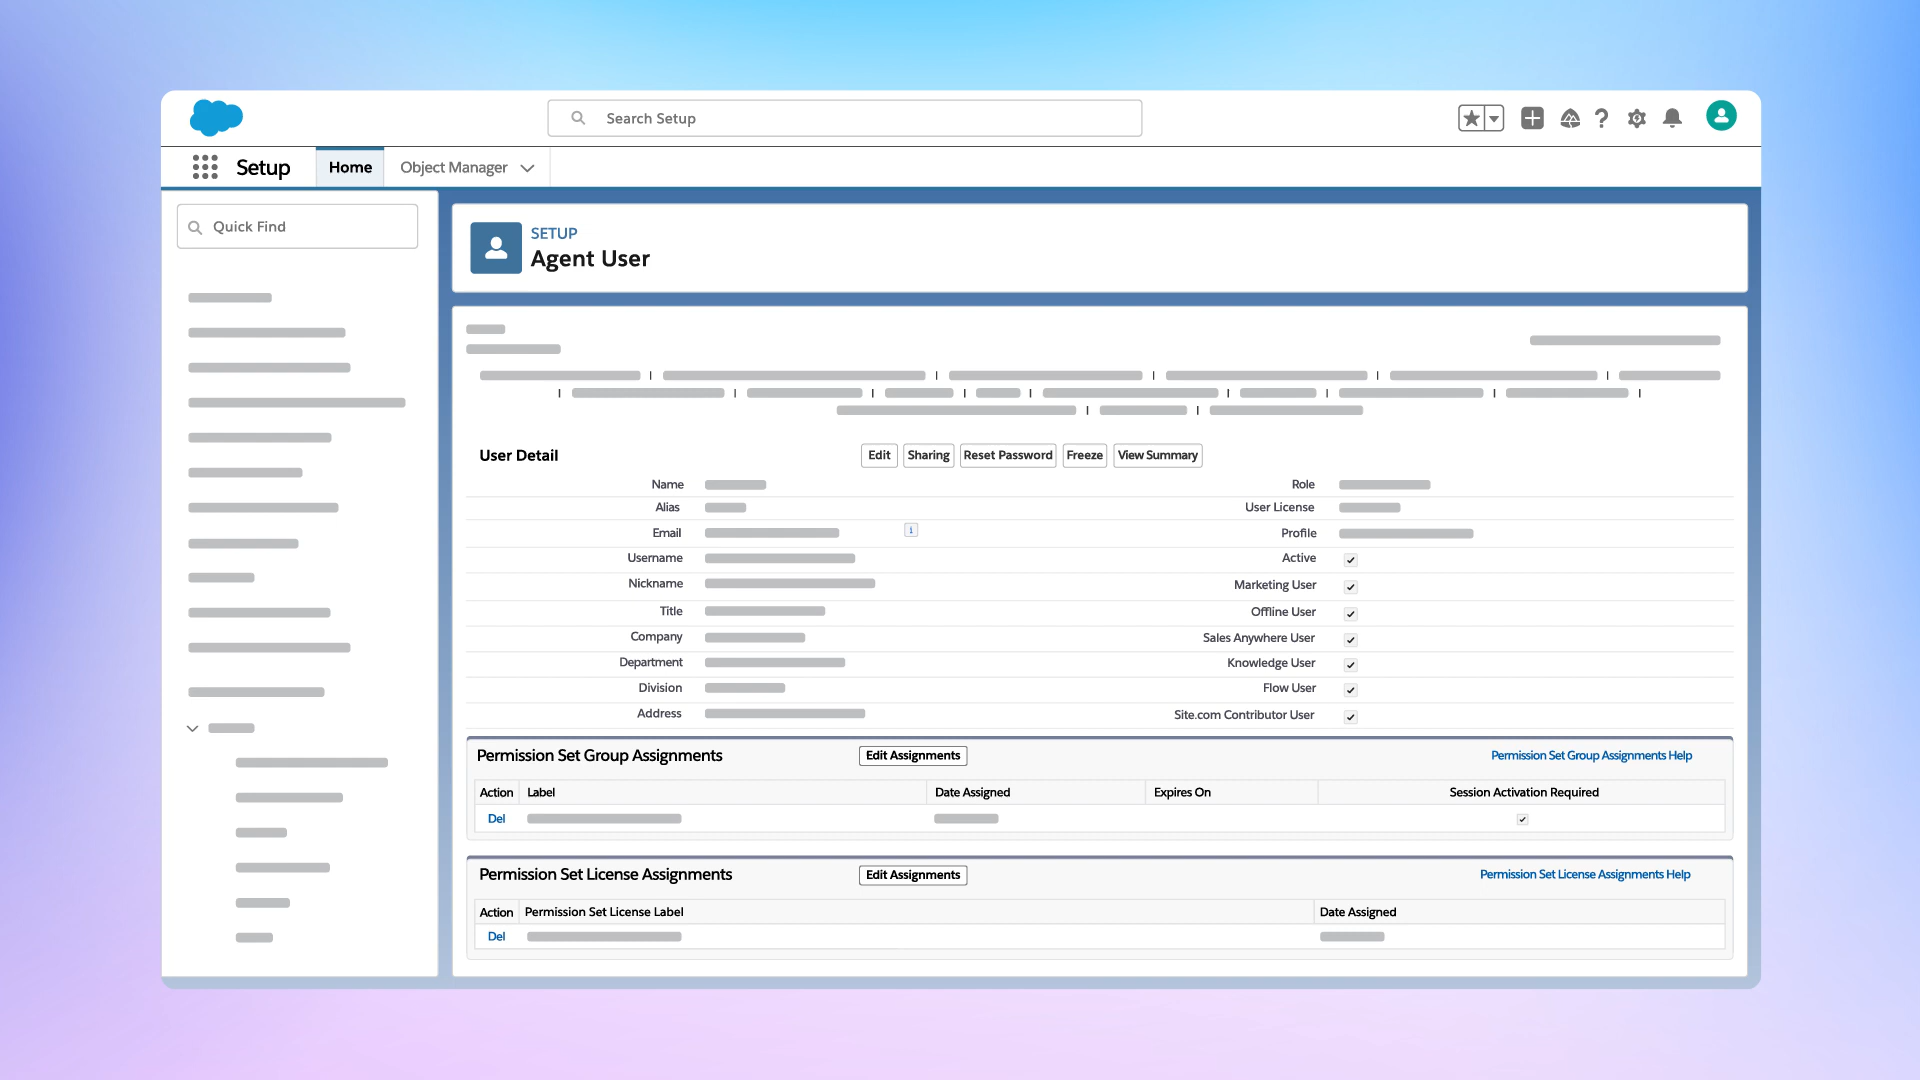 Search Setup
Setup
Home
Object Manager
Quick Find
SETUP
Agent User
User Detail
Edit
Sharing
Reset Password
Freeze
View Summary
Name
Role
Alias
User License
Email
i
Profile
Username
Active
Nickname
Marketing User
Title
Offline User
Company
Sales Anywhere User
Department
Knowledge User
Division
Flow User
Address
Site.com Contributor User
Permission Set Group Assignments
Edit Assignments
Permission Set Group Assignments Help
Action Label Date Assigned Expires On Session Activation Required
Del
Permission Set License Assignments
Edit Assignments
Permission Set License Assignments Help
Action Permission Set License Label Date Assigned
Del